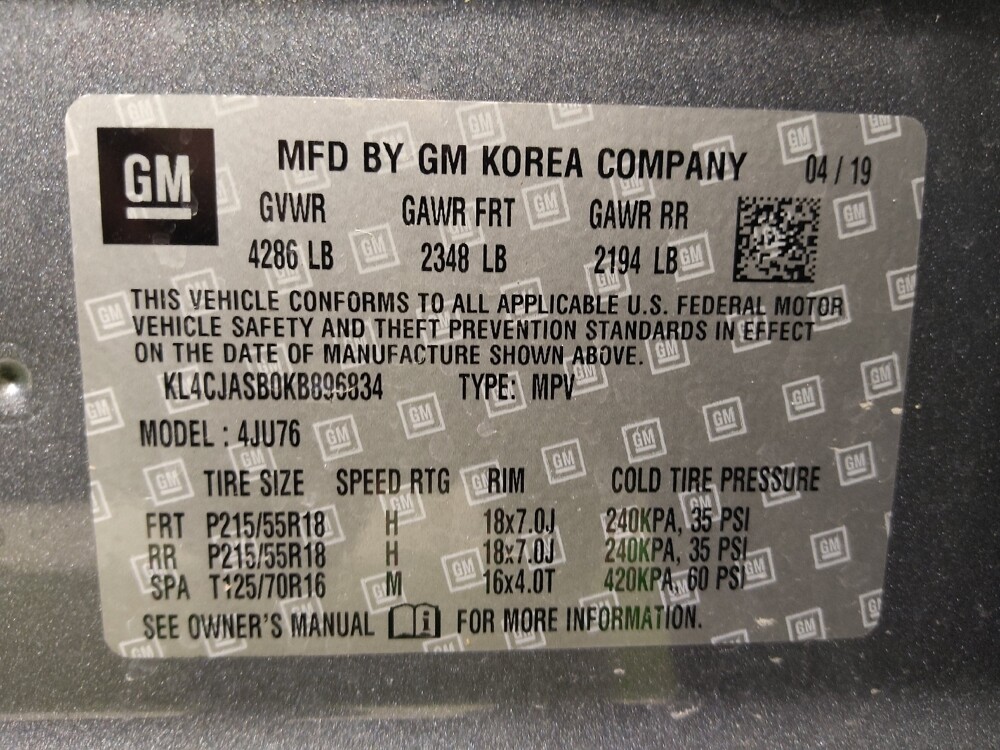 GM
MFD BY GM KOREA COMPANY 04 / 19
GVWR GAWR FRT GAWR RR
4286 LB 2348 LB 2194 LB
THIS VEHICLE CONFORMS TO ALL APPLICABLE U.S. FEDERAL MOTOR
VEHICLE SAFETY AND THEFT PREVENTION STANDARDS IN EFFECT
ON THE DATE OF MANUFACTURE SHOWN ABOVE.
KL4CJASB0KB896834 TYPE: MPV
MODEL : 4JU76
TIRE SIZE SPEED RTG RIM COLD TIRE PRESSURE
FRT P215/55R18 H 18x7.0J 240KPA, 35 PSI
RR P215/55R18 H 18x7.0J 240KPA, 35 PSI
SPA T125/70R16 M 16x4.0T 420KPA, 60 PSI
SEE OWNER'S MANUAL FOR MORE INFORMATION.